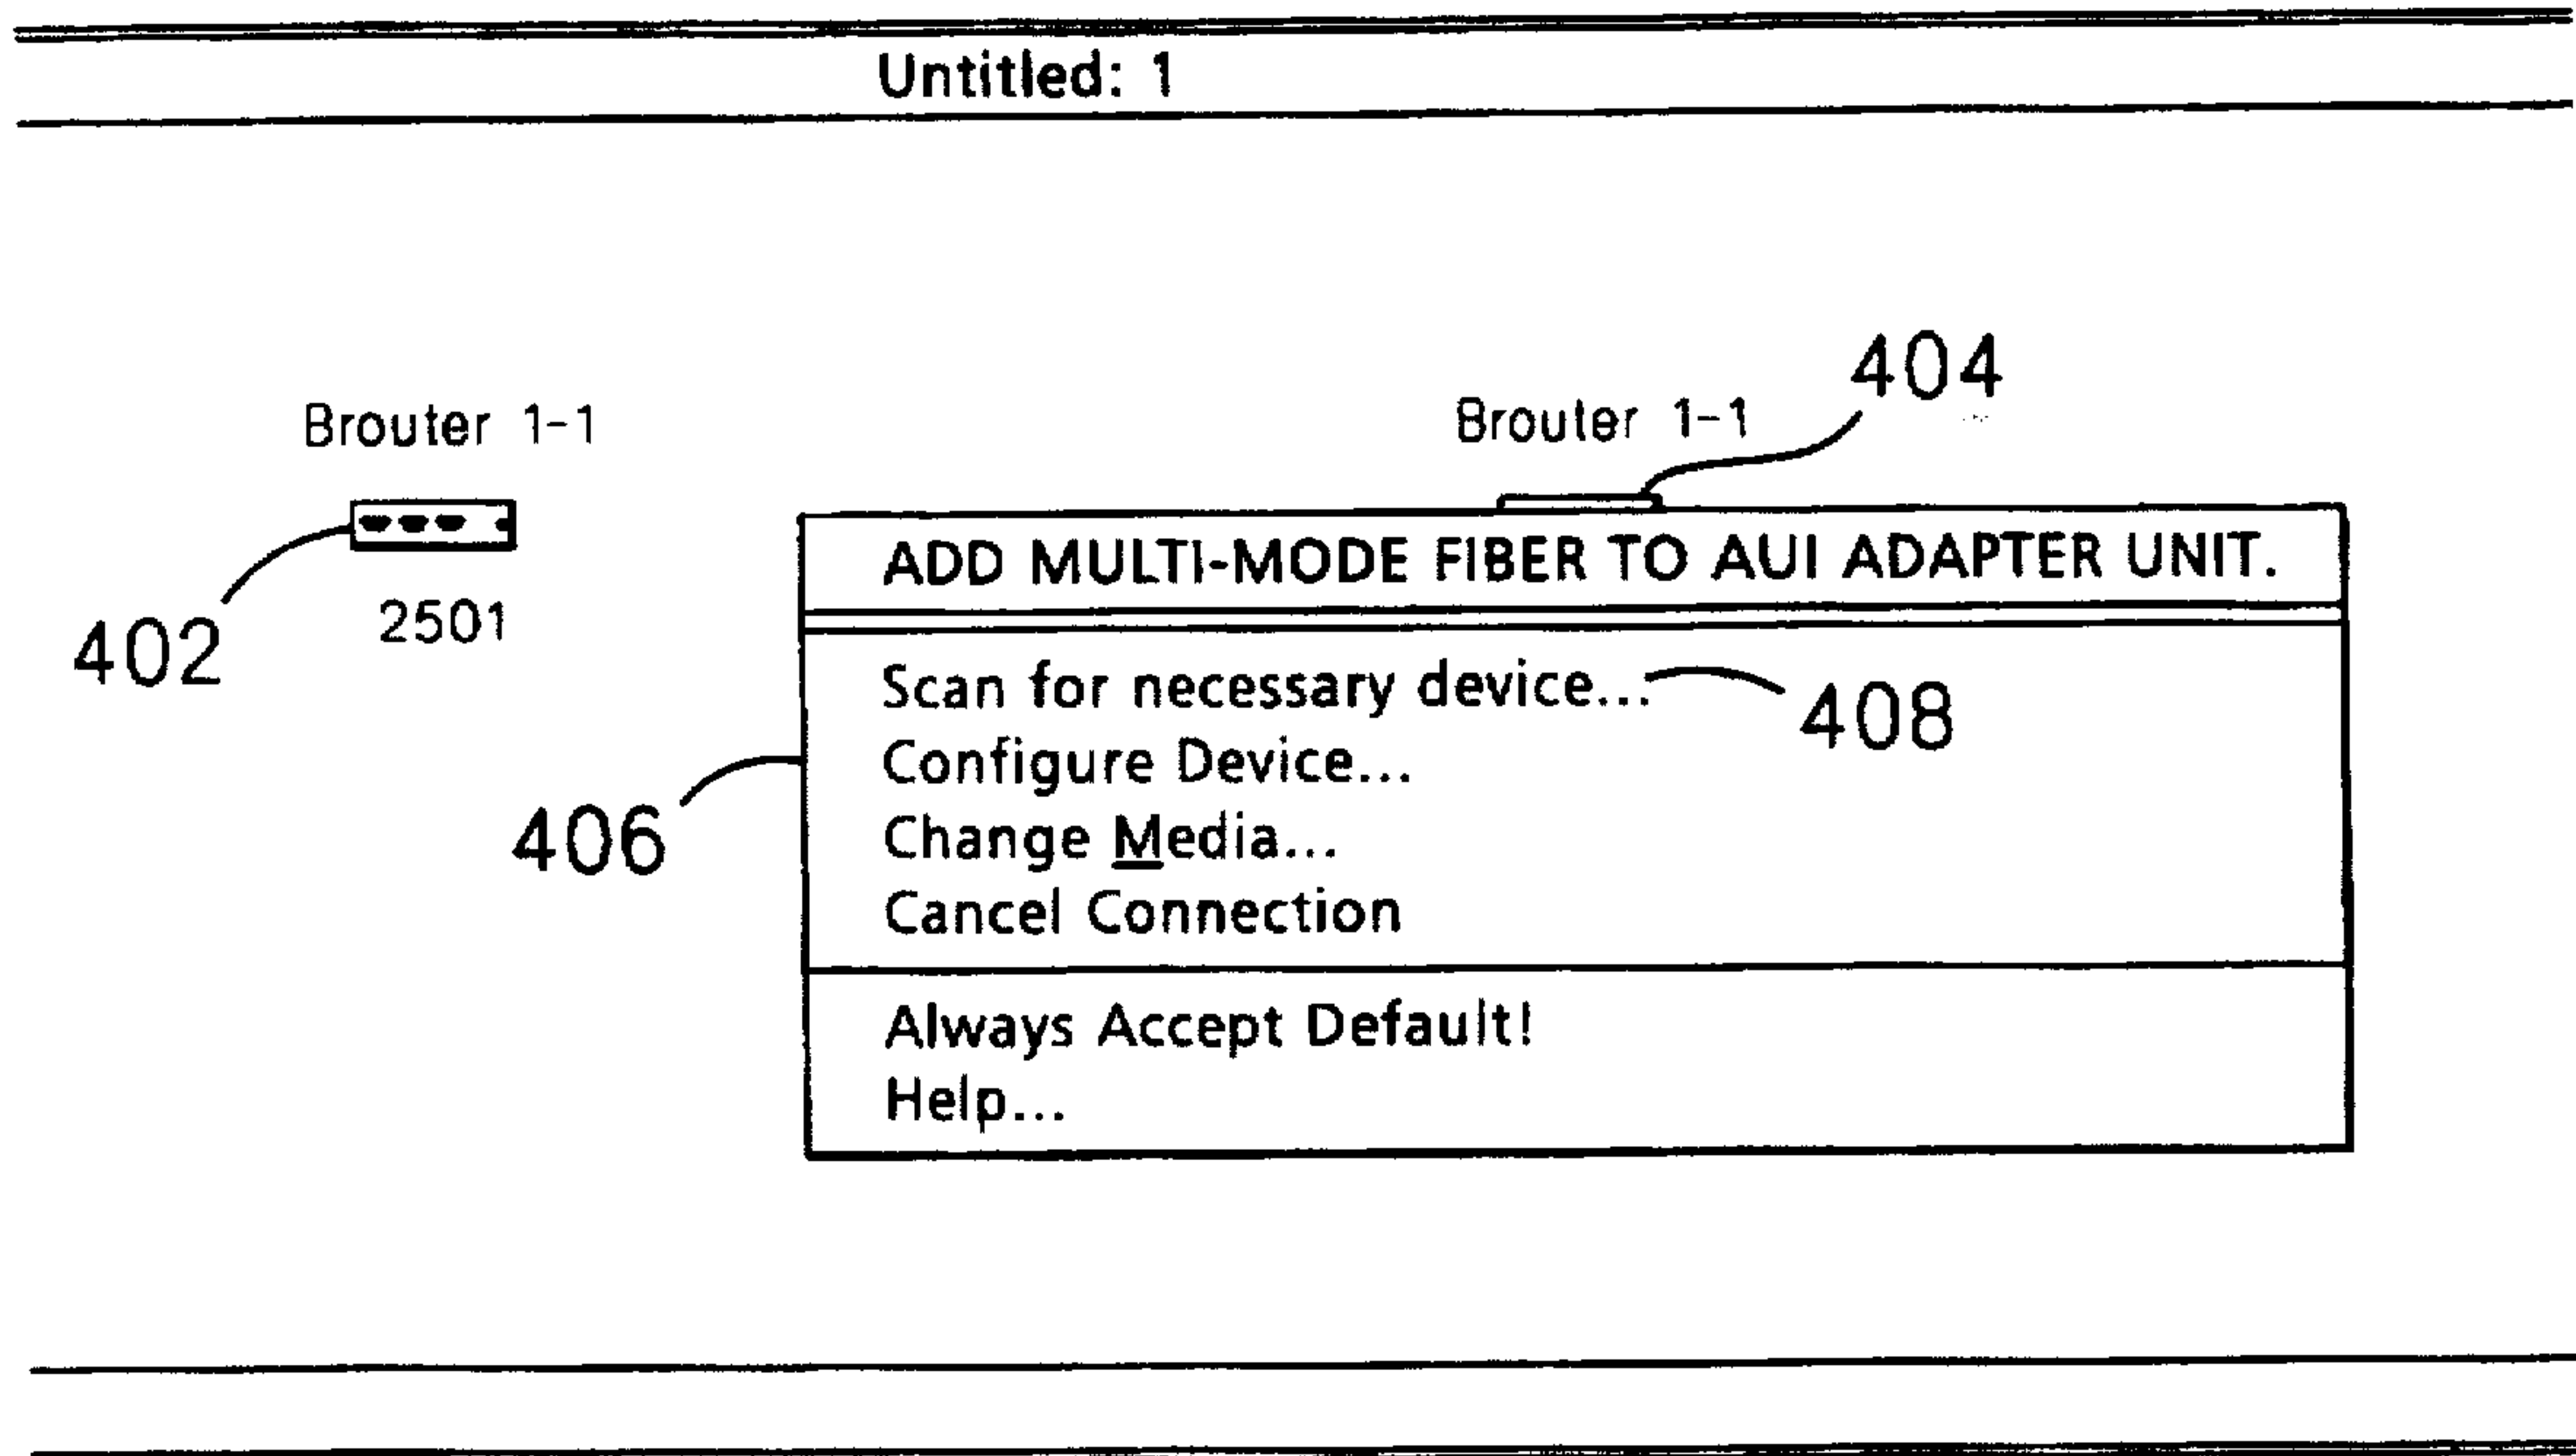 Untitled: 1
404
Brouter 1-1
Brouter 1-1
ADD MULTI-MODE FIBER TO AUI ADAPTER UNIT.
2501
402
Scan for necessary device...
408
Configure Device...
406
Change Media...
Cancel Connection
Always Accept Default!
Help...